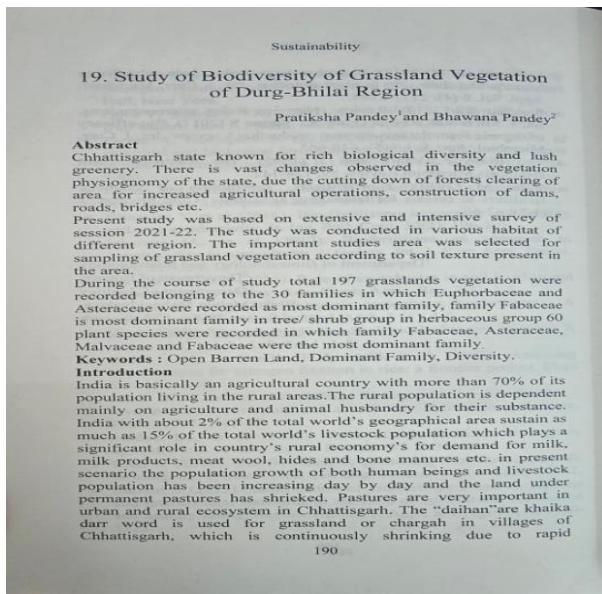 Sustainability
19. Study of Biodiversity of Grassland Vegetation
of Durg-Bhilai Region
Pratiksha Pandey¹and Bhawana Pandey²
Abstract
Chhattisgarh state known for rich biological diversity and lush
greenery. There is vast changes observed in the vegetation
physiognomy of the state, due the cutting down of forests clearing of
area for increased agricultural operations, construction of dams,
roads, bridges etc.
Present study was based on extensive and intensive survey of
session 2021-22. The study was conducted in various habitat of
different region. The important studies area was selected for
sampling of grassland vegetation according to soil texture present in
the area.
During the course of study total 197 grasslands vegetation were
recorded belonging to the 30 families in which Euphorbaceae and
Asteraceae were recorded as most dominant family, family Fabaceae
is most dominant family in tree/ shrub group in herbaceous group 60
plant species were recorded in which family Fabaceae, Asteraceae,
Malvaceae and Fabaceae were the most dominant family.
Keywords : Open Barren Land, Dominant Family, Diversity.
Introduction
India is basically an agricultural country with more than 70% of its
population living in the rural areas.The rural population is dependent
mainly on agriculture and animal husbandry for their substance.
India with about 2% of the total world's geographical area sustain as
much as 15% of the total world's livestock population which plays a
significant role in country's rural economy's for demand for milk,
milk products, meat wool, hides and bone manures etc. in present
scenario the population growth of both human beings and livestock
population has been increasing day by day and the land under
permanent pastures has shricked. Pastures are very important in
urban and rural ecosystem in Chhattisgarh. The "daihan"are khaika
darr word is used for grassland or chargah in villages of
Chhattisgarh, which is continuously shrinking due to rapid
190